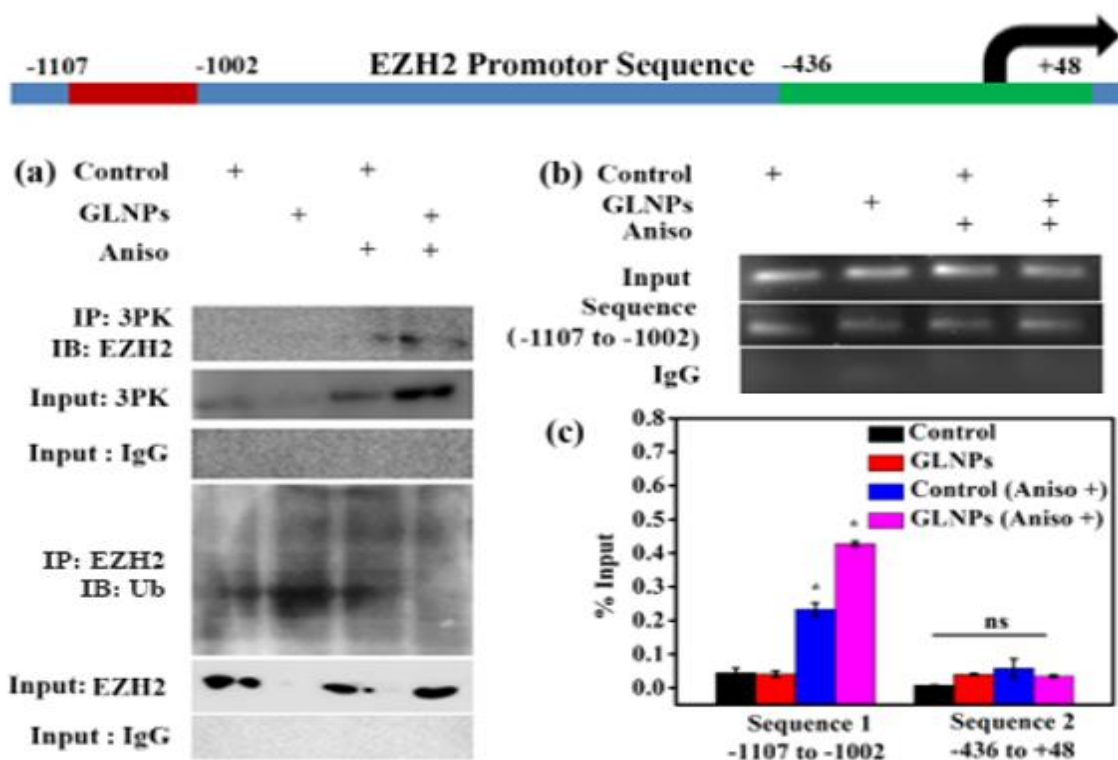 -1107 -1002 EZH2 Promotor Sequence -436 +48
(a) Control + +
GLNPs + +
Aniso + +
IP: 3PK
IB: EZH2
Input: 3PK
Input : IgG
IP: EZH2
IB: Ub
Input: EZH2
Input : IgG
(b) Control + +
GLNPs + +
Aniso + +
Input
Sequence
(-1107 to -1002)
IgG
(c)
% Input
0.8
0.7
0.6
0.5
0.4
0.3
0.2
0.1
0.0
Control
GLNPs
Control (Aniso +)
GLNPs (Aniso +)
* *
ns
Sequence 1 Sequence 2
-1107 to -1002 -436 to +48